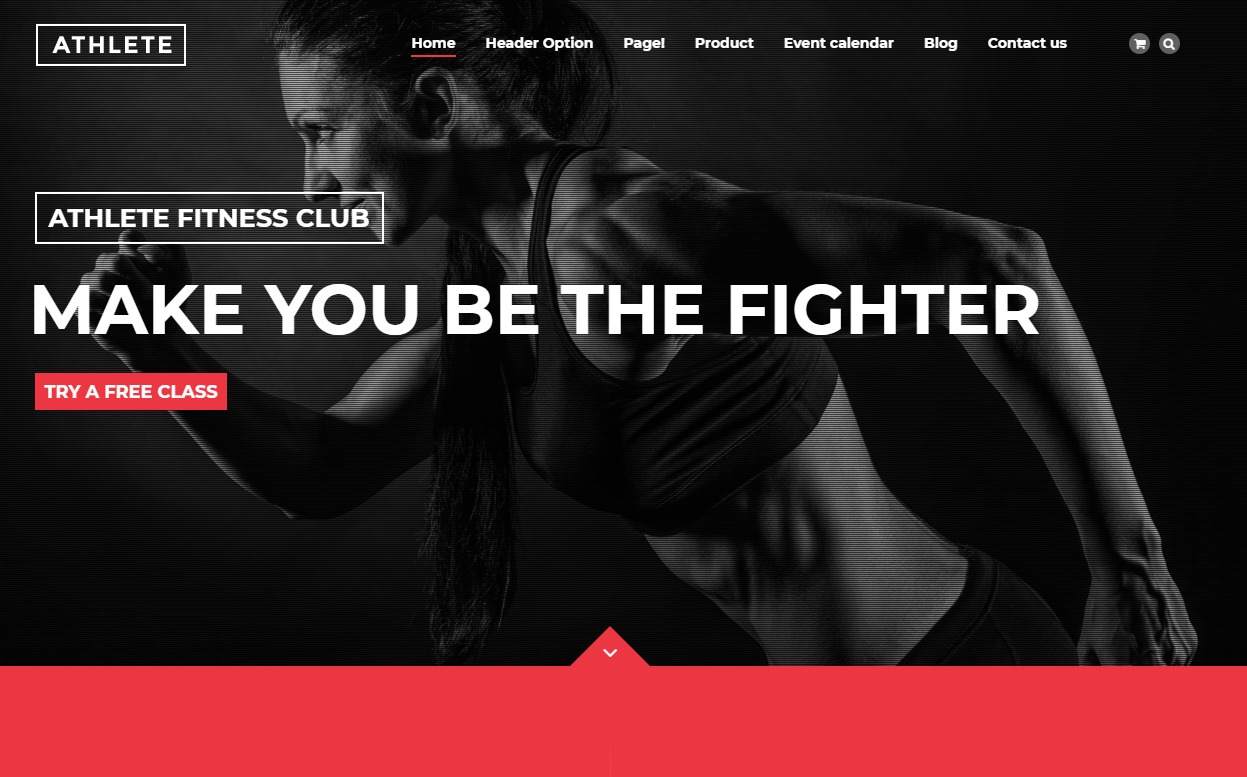 ATHLETE
Home Header Option Page! Product Event calendar Blog Contact us
ATHLETE FITNESS CLUB
MAKE YOU BE THE FIGHTER
TRY A FREE CLASS